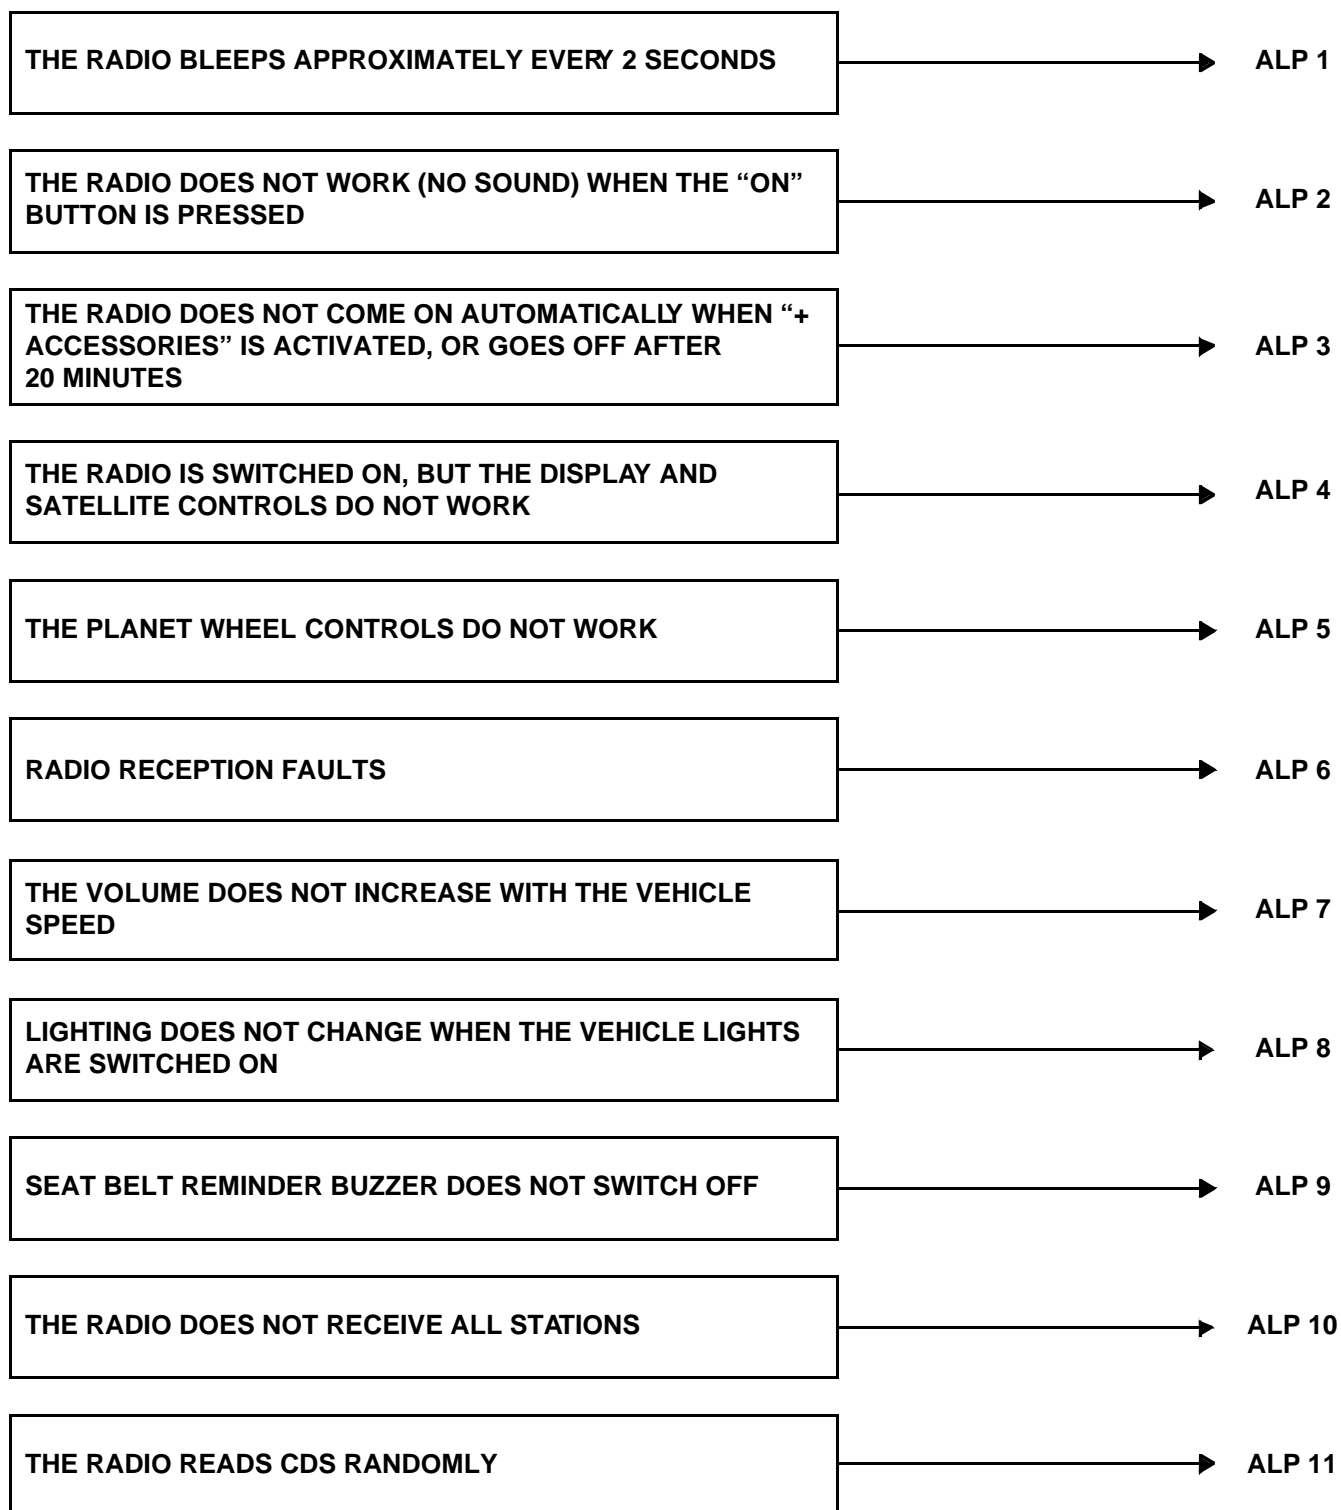 THE RADIO BLEEPS APPROXIMATELY EVERY 2 SECONDS
ALP 1
THE RADIO DOES NOT WORK (NO SOUND) WHEN THE “ON”
BUTTON IS PRESSED
ALP 2
THE RADIO DOES NOT COME ON AUTOMATICALLY WHEN “+
ACCESSORIES” IS ACTIVATED, OR GOES OFF AFTER
20 MINUTES
ALP 3
THE RADIO IS SWITCHED ON, BUT THE DISPLAY AND
SATELLITE CONTROLS DO NOT WORK
ALP 4
THE PLANET WHEEL CONTROLS DO NOT WORK
ALP 5
RADIO RECEPTION FAULTS
ALP 6
THE VOLUME DOES NOT INCREASE WITH THE VEHICLE
SPEED
ALP 7
LIGHTING DOES NOT CHANGE WHEN THE VEHICLE LIGHTS
ARE SWITCHED ON
ALP 8
SEAT BELT REMINDER BUZZER DOES NOT SWITCH OFF
ALP 9
THE RADIO DOES NOT RECEIVE ALL STATIONS
ALP 10
THE RADIO READS CDS RANDOMLY
ALP 11